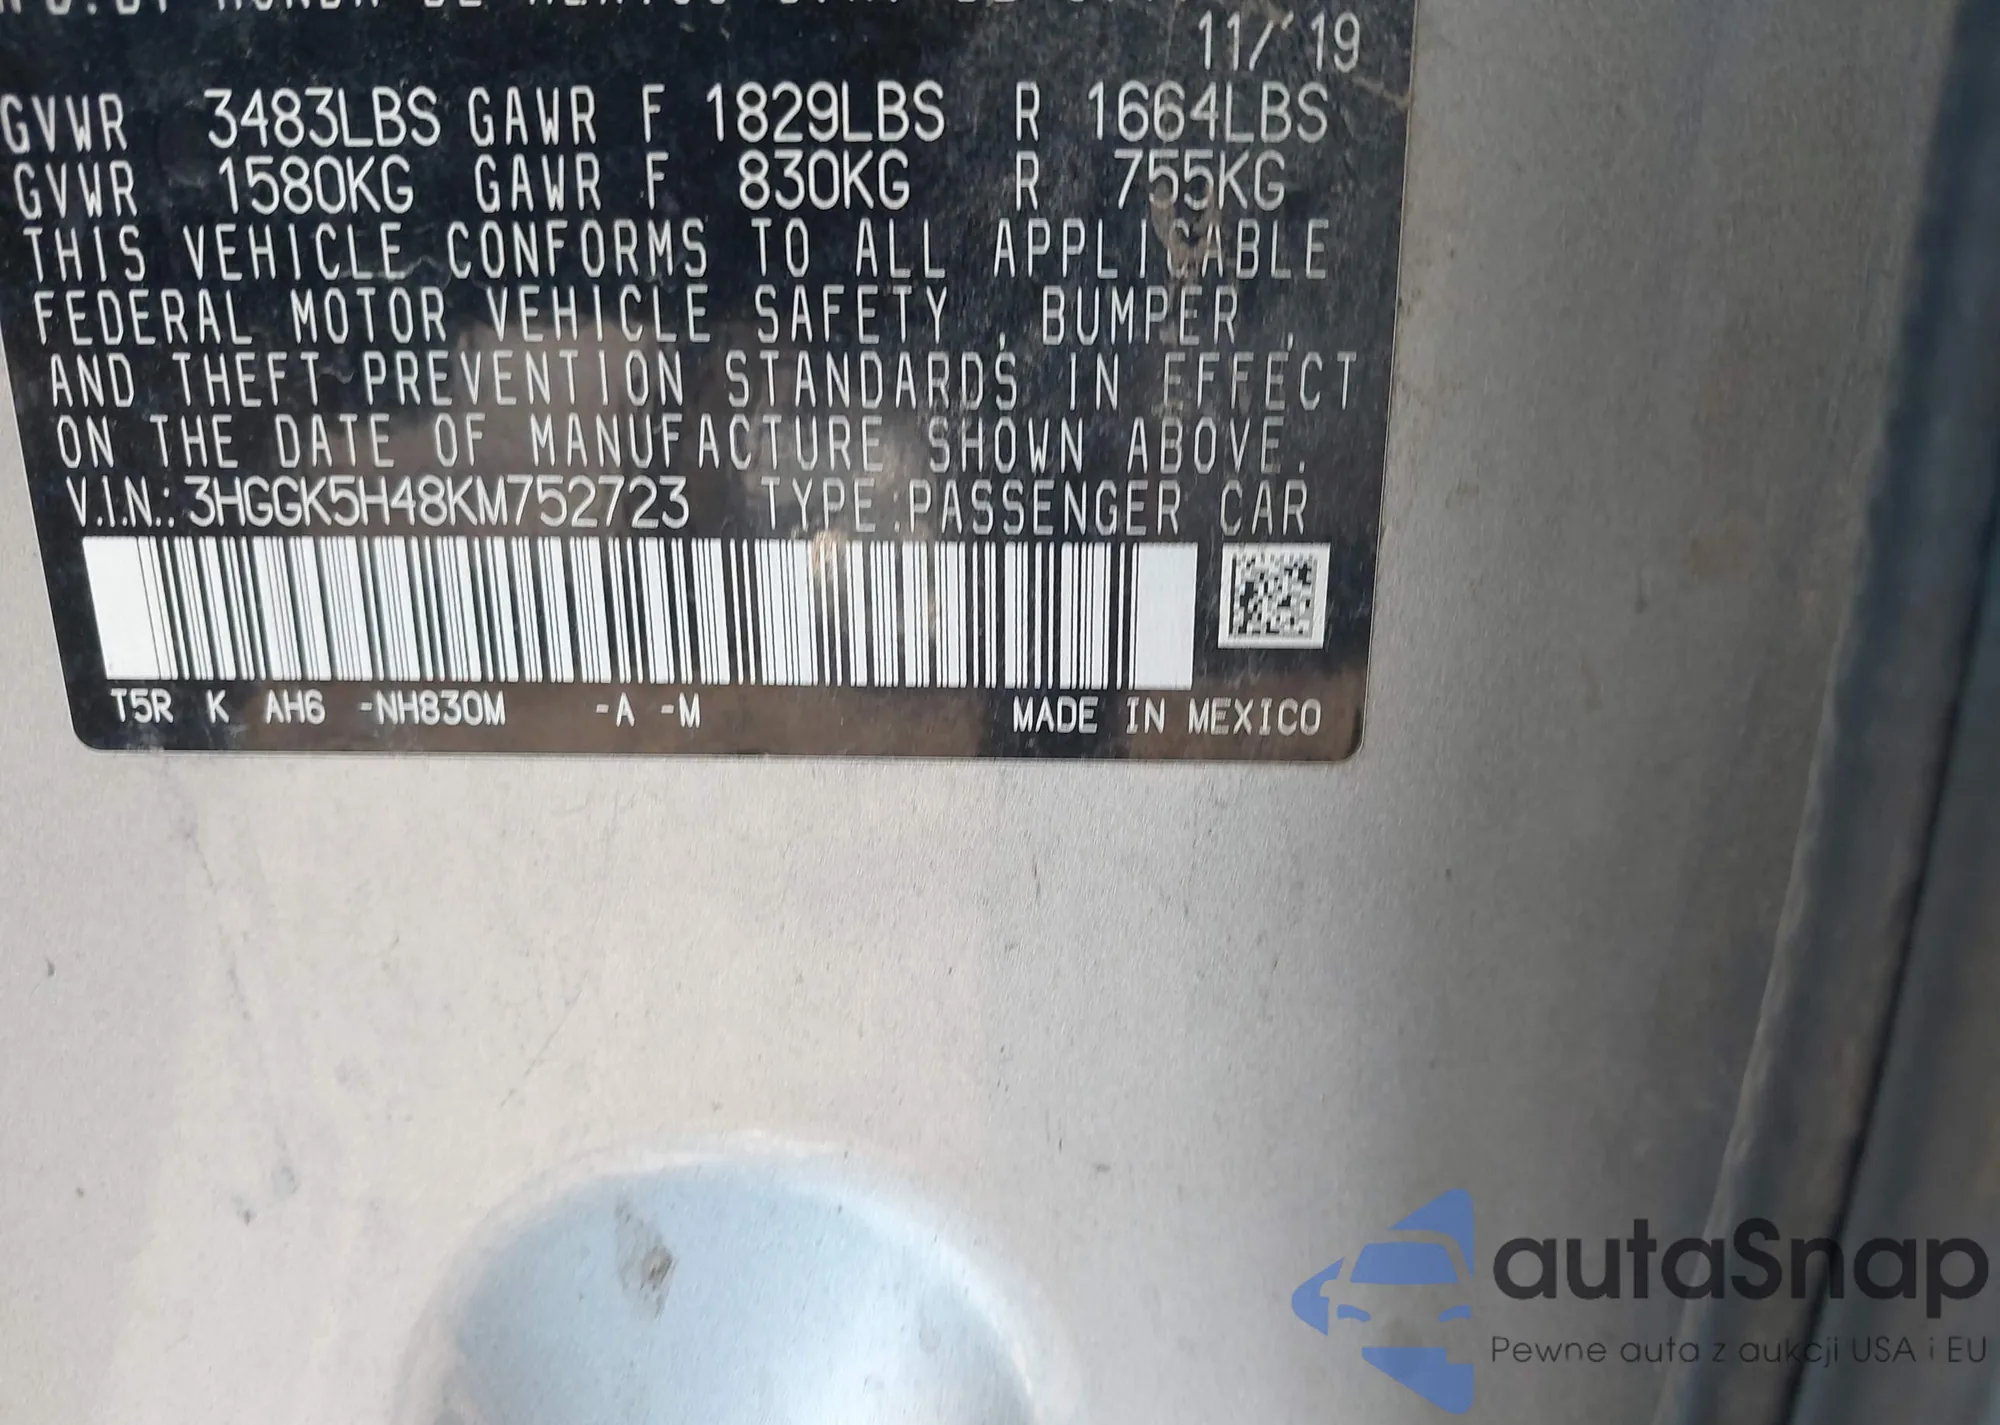 11/'19
GVWR 3483LBS GAWR F 1829LBS R 1664LBS
GVWR 1580KG GAWR F 830KG R 755KG
THIS VEHICLE CONFORMS TO ALL APPLICABLE
FEDERAL MOTOR VEHICLE SAFETY , BUMPER ,
AND THEFT PREVENTION STANDARDS IN EFFECT
ON THE DATE OF MANUFACTURE SHOWN ABOVE.
V.I.N.: 3HGGK5H48KM752723 TYPE:PASSENGER CAR
T5R K AH6 -NH830M -A -M MADE IN MEXICO
autaSnap
Pewne auta z aukcji USA i EU